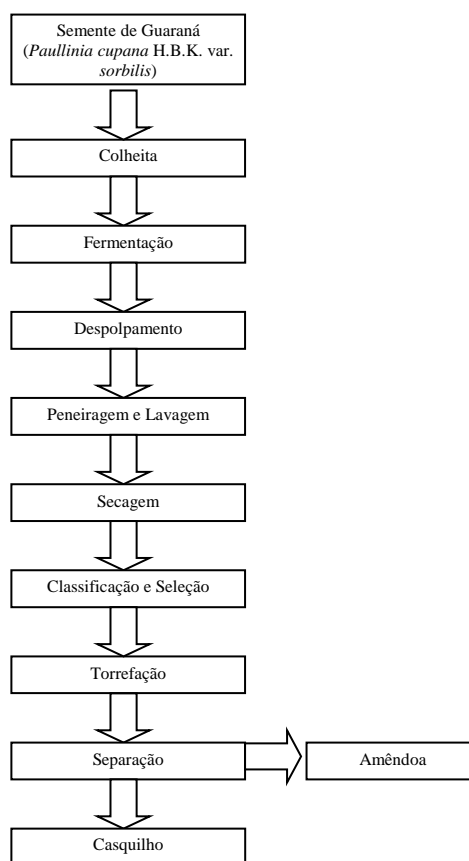 Semente de Guaraná
(Paullinia cupana H.B.K. var.
sorbilis)
Colheita
Fermentação
Despolpamento
Peneiragem e Lavagem
Secagem
Classificação e Seleção
Torrefação
Separação
Amêndoa
Casquilho